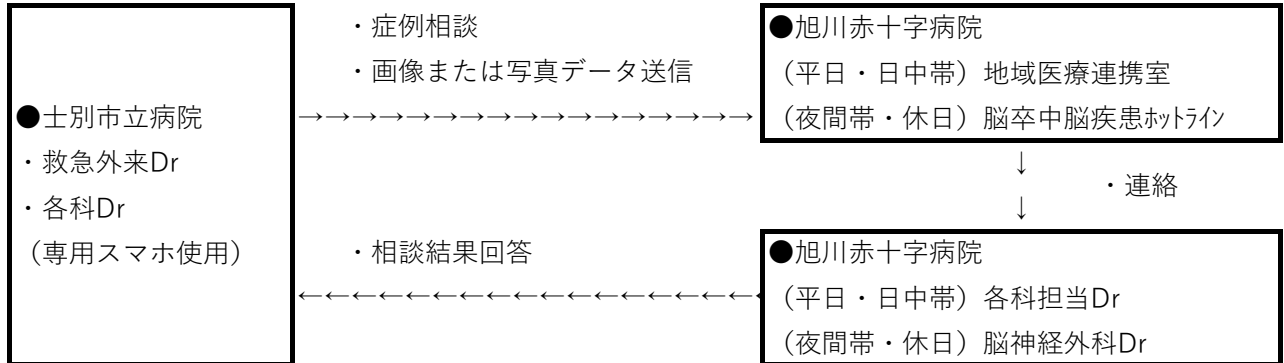 ●士別市立病院
・救急外来Dr
・各科Dr
（専用スマホ使用）
・症例相談
・画像または写真データ送信
→→→→→→→→→→→→→→→→→
●旭川赤十字病院
（平日・日中帯）地域医療連携室
（夜間帯・休日）脳卒中脳疾患ﾎｯﾄﾗｲﾝ
↓
・連絡
↓
●旭川赤十字病院
（平日・日中帯）各科担当Dr
（夜間帯・休日）脳神経外科Dr
・相談結果回答
←←←←←←←←←←←←←←←←←